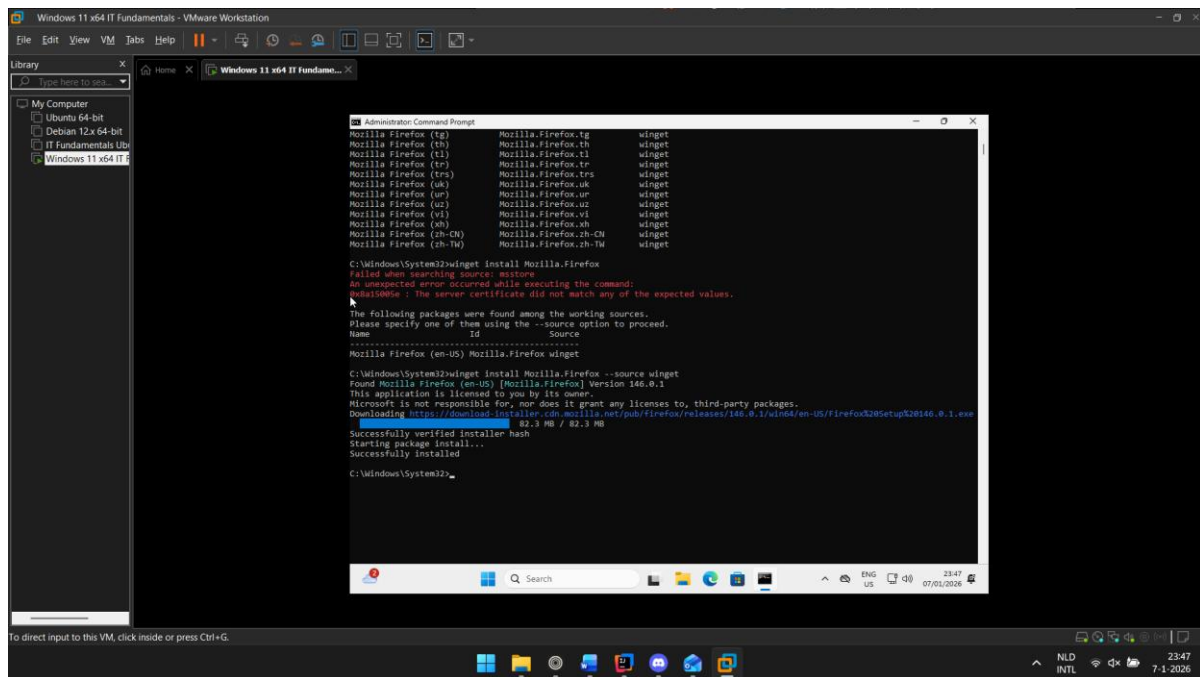 Windows 11 x64 IT Fundamentals - VMware Workstation
File Edit View VM Tabs Help
Library X
Home X Windows 11 x64 IT Fundame... X
Type here to sea...
My Computer
Ubuntu 64-bit
Debian 12.x 64-bit
IT Fundamentals Ub
Windows 11 x64 IT F
Administrator: Command Prompt
Mozilla Firefox (tg) Mozilla.Firefox.tg winget
Mozilla Firefox (th) Mozilla.Firefox.th winget
Mozilla Firefox (tl) Mozilla.Firefox.tl winget
Mozilla Firefox (tr) Mozilla.Firefox.tr winget
Mozilla Firefox (trs) Mozilla.Firefox.trs winget
Mozilla Firefox (uk) Mozilla.Firefox.uk winget
Mozilla Firefox (ur) Mozilla.Firefox.ur winget
Mozilla Firefox (uz) Mozilla.Firefox.uz winget
Mozilla Firefox (vi) Mozilla.Firefox.vi winget
Mozilla Firefox (xh) Mozilla.Firefox.xh winget
Mozilla Firefox (zh-CN) Mozilla.Firefox.zh-CN winget
Mozilla Firefox (zh-TW) Mozilla.Firefox.zh-TW winget
C:\Windows\System32>winget install Mozilla.Firefox
Failed when searching source: msstore
An unexpected error occurred while executing the command:
0x8a15005e : The server certificate did not match any of the expected values.
The following packages were found among the working sources.
Please specify one of them using the --source option to proceed.
Name Id Source
-----------------------------------------------
Mozilla Firefox (en-US) Mozilla.Firefox winget
C:\Windows\System32>winget install Mozilla.Firefox --source winget
Found Mozilla Firefox (en-US) [Mozilla.Firefox] Version 146.0.1
This application is licensed to you by its owner.
Microsoft is not responsible for, nor does it grant any licenses to, third-party packages.
Downloading https://download-installer.cdn.mozilla.net/pub/firefox/releases/146.0.1/win64/en-US/Firefox%20Setup%20146.0.1.exe
82.3 MB / 82.3 MB
Successfully verified installer hash
Starting package install...
Successfully installed
C:\Windows\System32>
Search
ENG
US
23:47
07/01/2026
To direct input to this VM, click inside or press Ctrl+G.
NLD
INTL
23:47
7-1-2026